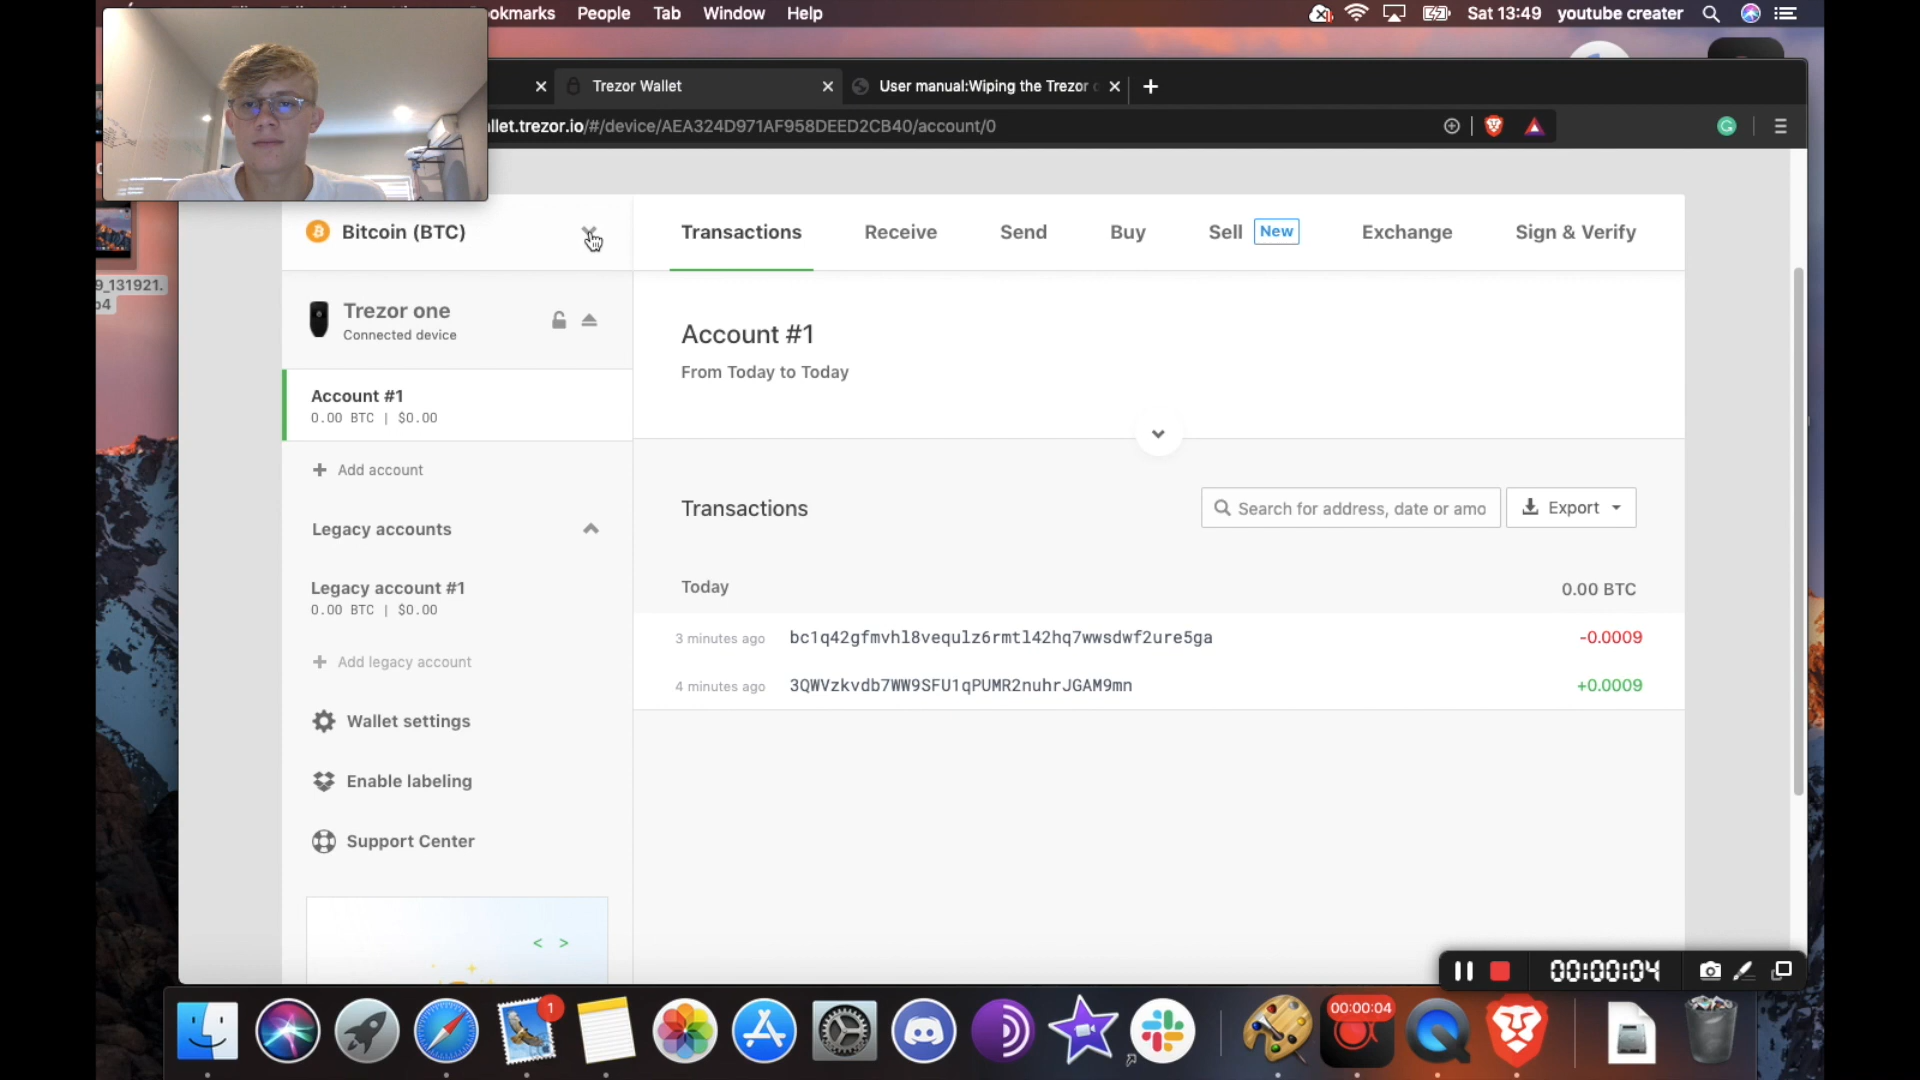 ookmarks People Tab Window Help Sat 13:49 youtube creater
Trezor Wallet
User manual:Wiping the Trezor
llet.trezor.io/#/device/AEA324D971AF958DEED2CB40/account/0
9_131921.
p4
Bitcoin (BTC)
Transactions Receive Send Buy Sell New Exchange Sign & Verify
Trezor one
Connected device
Account #1
0.00 BTC | $0.00
Add account
Legacy accounts
Legacy account #1
0.00 BTC | $0.00
Add legacy account
Wallet settings
Enable labeling
Support Center
Account #1
From Today to Today
Transactions
Search for address, date or amo
Export
Today 0.00 BTC
3 minutes ago bc1q42gfmvhl8vequlz6rmtl42hq7wwsdwf2ure5ga -0.0009
4 minutes ago 3QWVzkvdb7WW9SFU1qPUMR2nuhrJGAM9mn +0.0009
00:00:04
1
00:00:04